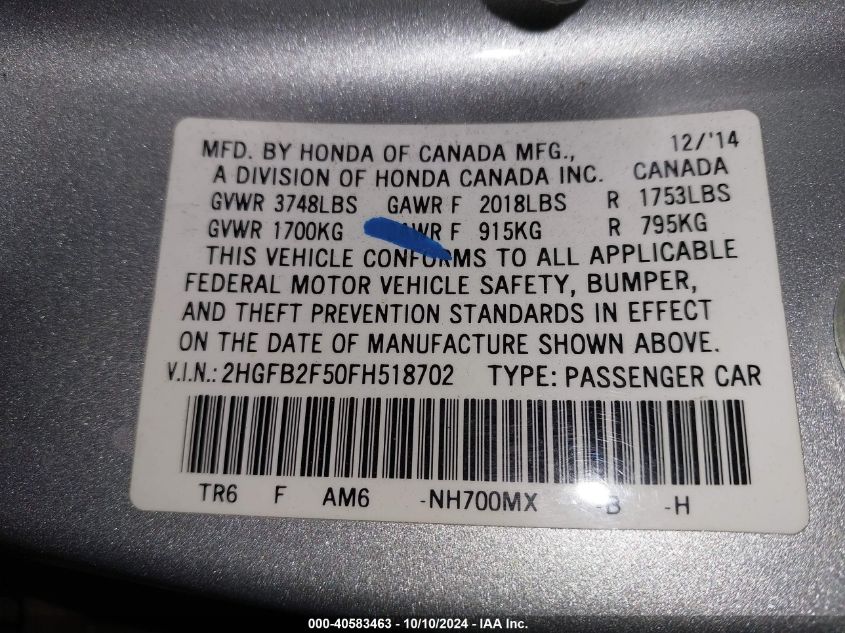 MFD. BY HONDA OF CANADA MFG., 12/'14
A DIVISION OF HONDA CANADA INC. CANADA
GVWR 3748LBS GAWR F 2018LBS R 1753LBS
GVWR 1700KG WR F 915KG R 795KG
THIS VEHICLE CONFORMS TO ALL APPLICABLE
FEDERAL MOTOR VEHICLE SAFETY, BUMPER,
AND THEFT PREVENTION STANDARDS IN EFFECT
ON THE DATE OF MANUFACTURE SHOWN ABOVE.
V.I.N.: 2HGFB2F50FH518702 TYPE: PASSENGER CAR
TR6 F AM6 -NH700MX -B -H
000-40583463 - 10/10/2024 - IAA Inc.